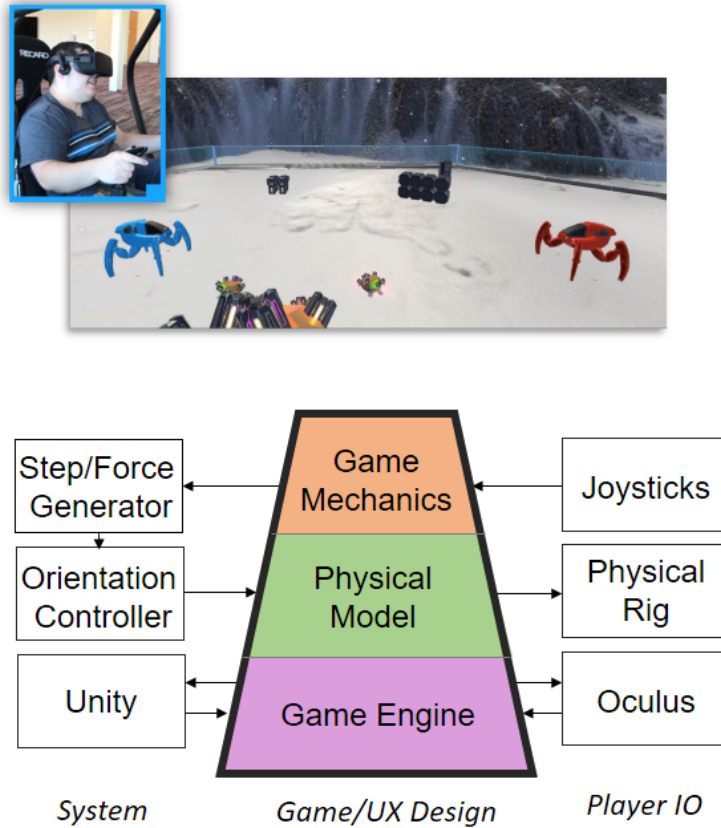 RECARO
Step/Force
Generator
Game
Mechanics
Joysticks
Orientation
Controller
Physical
Model
Physical
Rig
Unity
Game Engine
Oculus
System
Game/UX Design
Player IO